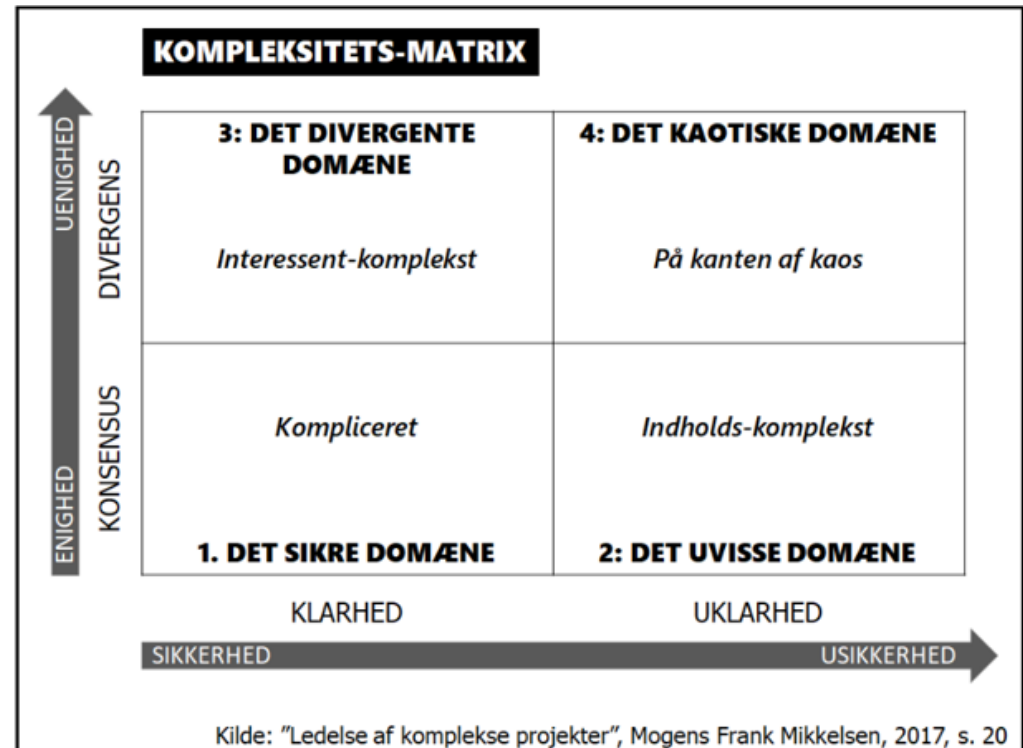 KOMPLEKSITETS-MATRIX
UENIGHED
DIVERGENS
3: DET DIVERGENTE
DOMÆNE
Interessent-komplekst
4: DET KAOTISKE DOMÆNE
På kanten af kaos
ENIGHED
KONSENSUS
Kompliceret
1. DET SIKRE DOMÆNE
Indholds-komplekst
2: DET UVISSE DOMÆNE
KLARHED
UKLARHED
SIKKERHED
USIKKERHED
Kilde: ”Ledelse af komplekse projekter”, Mogens Frank Mikkelsen, 2017, s. 20